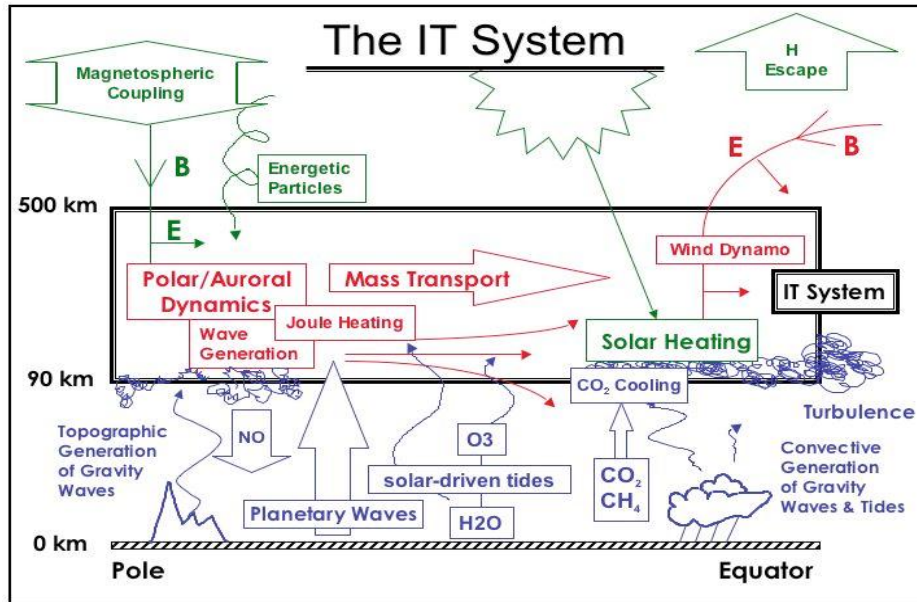 The IT System
Magnetospheric
Coupling
H
Escape
B
Energetic
Particles
E
B
500 km
E
Wind Dynamo
Polar/Auroral
Dynamics
Mass Transport
IT System
Joule Heating
Wave
Generation
Solar Heating
90 km
CO₂ Cooling
Turbulence
Topographic
Generation
of Gravity
Waves
NO
O3
solar-driven tides
CO₂
CH₄
Convective
Generation
of Gravity
Waves & Tides
Planetary Waves
H2O
0 km
Pole
Equator